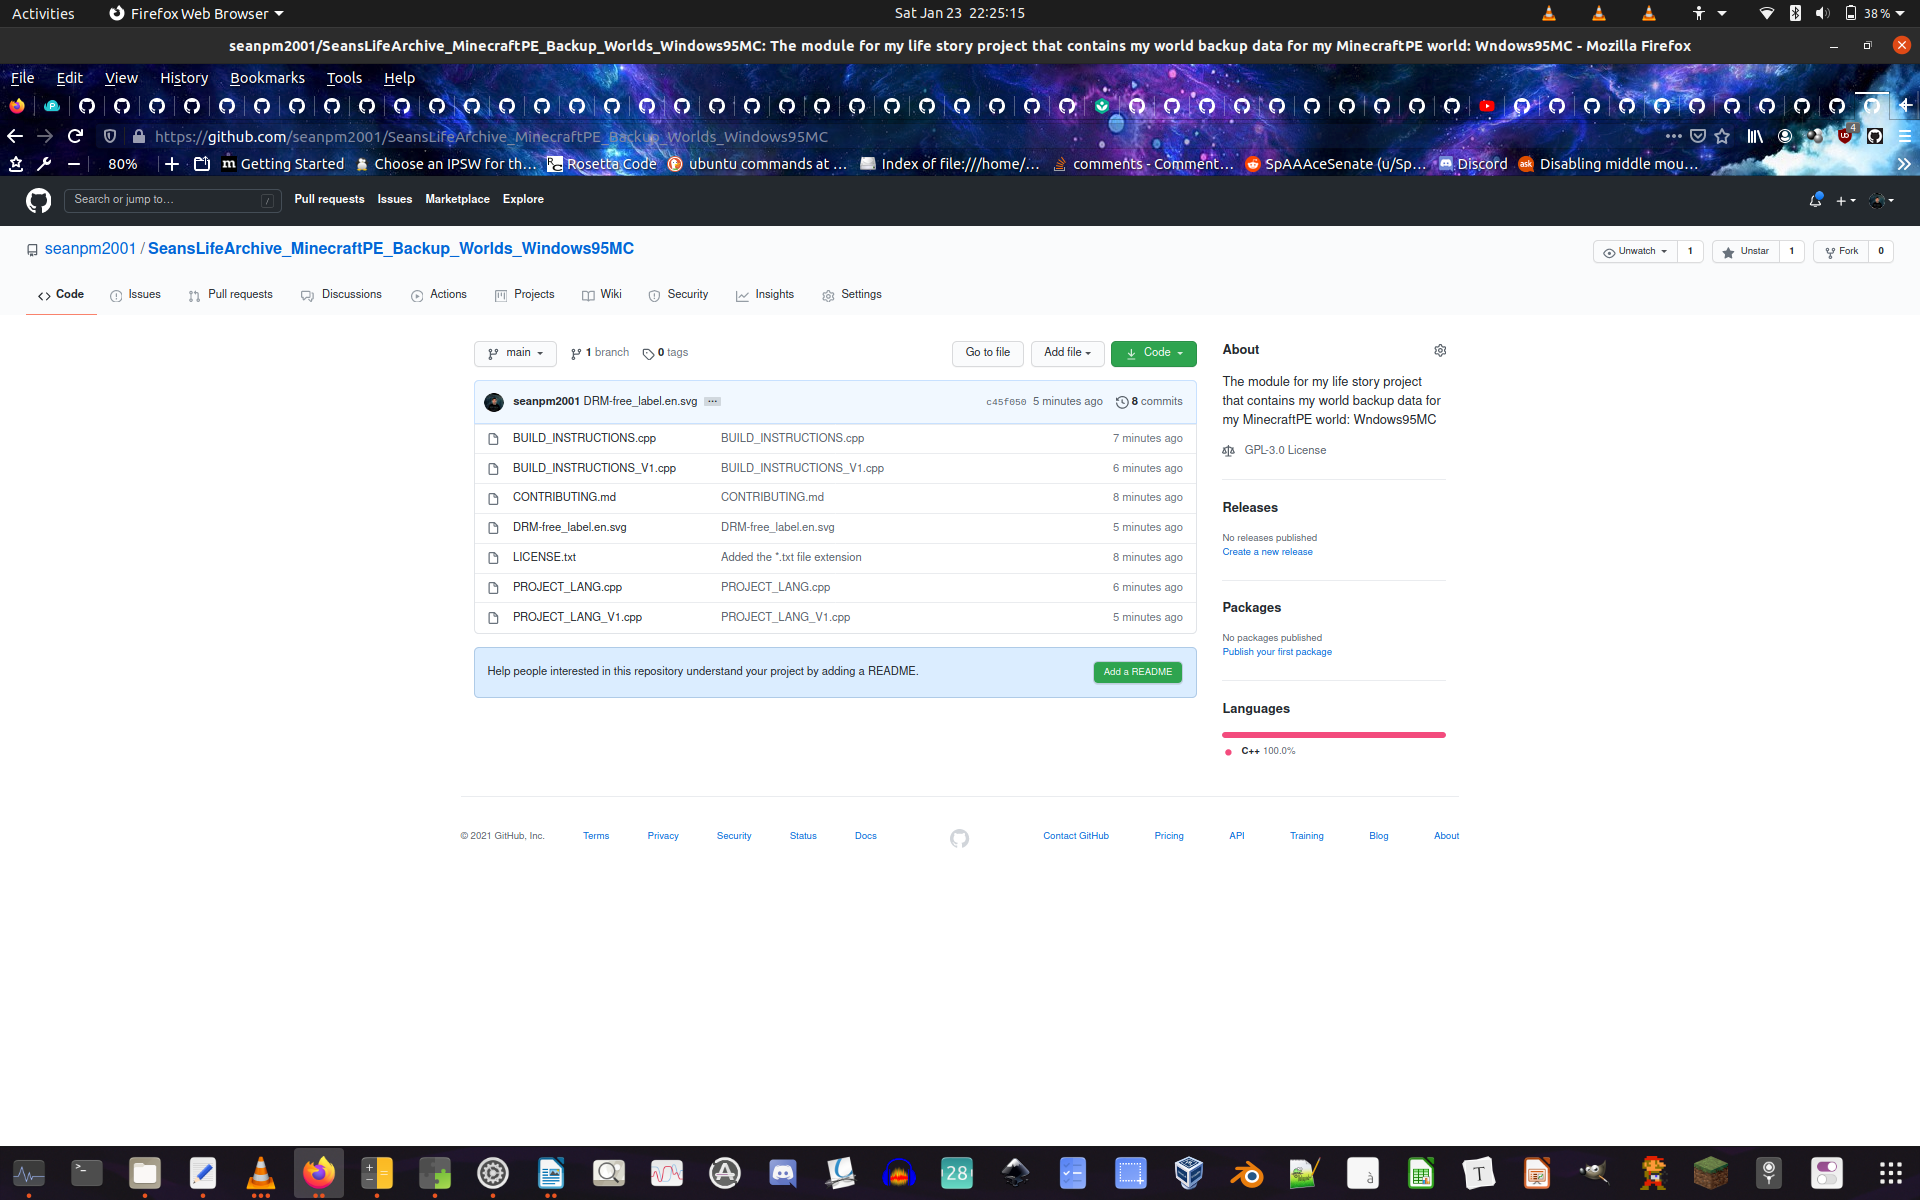 Activities Firefox Web Browser Sat Jan 23 22:25:15 38 %
seanpm2001/SeansLifeArchive_MinecraftPE_Backup_Worlds_Windows95MC: The module for my life story project that contains my world backup data for my MinecraftPE world: Wndows95MC - Mozilla Firefox
File Edit View History Bookmarks Tools Help
https://github.com/seanpm2001/SeansLifeArchive_MinecraftPE_Backup_Worlds_Windows95MC 4
80% Getting Started Choose an IPSW for th… Rosetta Code ubuntu commands at … Index of file:///home/… comments - Comment… SpAAAceSenate (u/Sp… Discord Disabling middle mou…
Search or jump to… / Pull requests Issues Marketplace Explore
seanpm2001 / SeansLifeArchive_MinecraftPE_Backup_Worlds_Windows95MC Unwatch 1 Unstar 1 Fork 0
Code Issues Pull requests Discussions Actions Projects Wiki Security Insights Settings
main 1 branch 0 tags Go to file Add file Code
seanpm2001 DRM-free_label.en.svg ... c45f050 5 minutes ago 8 commits
BUILD_INSTRUCTIONS.cpp BUILD_INSTRUCTIONS.cpp 7 minutes ago
BUILD_INSTRUCTIONS_V1.cpp BUILD_INSTRUCTIONS_V1.cpp 6 minutes ago
CONTRIBUTING.md CONTRIBUTING.md 8 minutes ago
DRM-free_label.en.svg DRM-free_label.en.svg 5 minutes ago
LICENSE.txt Added the *.txt file extension 8 minutes ago
PROJECT_LANG.cpp PROJECT_LANG.cpp 6 minutes ago
PROJECT_LANG_V1.cpp PROJECT_LANG_V1.cpp 5 minutes ago
Help people interested in this repository understand your project by adding a README. Add a README
About
The module for my life story project
that contains my world backup data for
my MinecraftPE world: Wndows95MC
GPL-3.0 License
Releases
No releases published
Create a new release
Packages
No packages published
Publish your first package
Languages
C++ 100.0%
© 2021 GitHub, Inc. Terms Privacy Security Status Docs Contact GitHub Pricing API Training Blog About
28